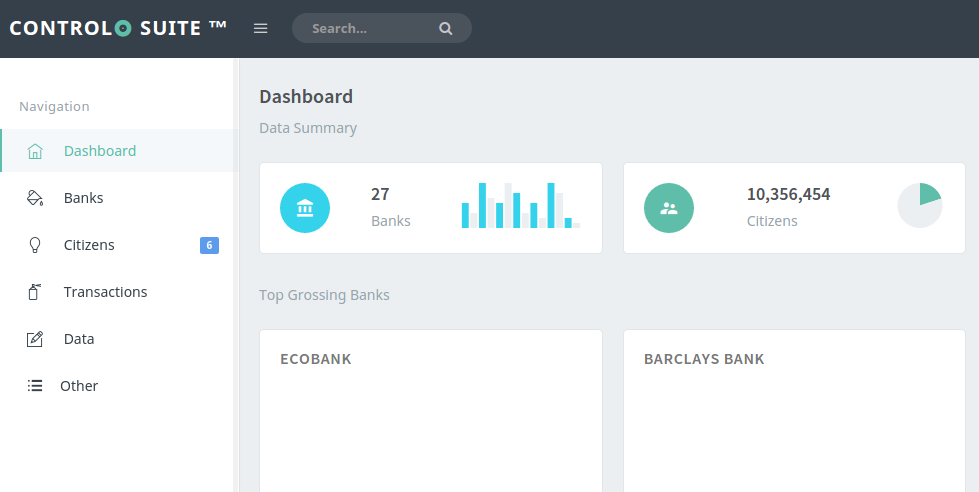 CONTROL SUITE ™
Search...
Navigation
Dashboard
Banks
Citizens
6
Transactions
Data
Other
Dashboard
Data Summary
27
Banks
10,356,454
Citizens
Top Grossing Banks
ECOBANK
BARCLAYS BANK